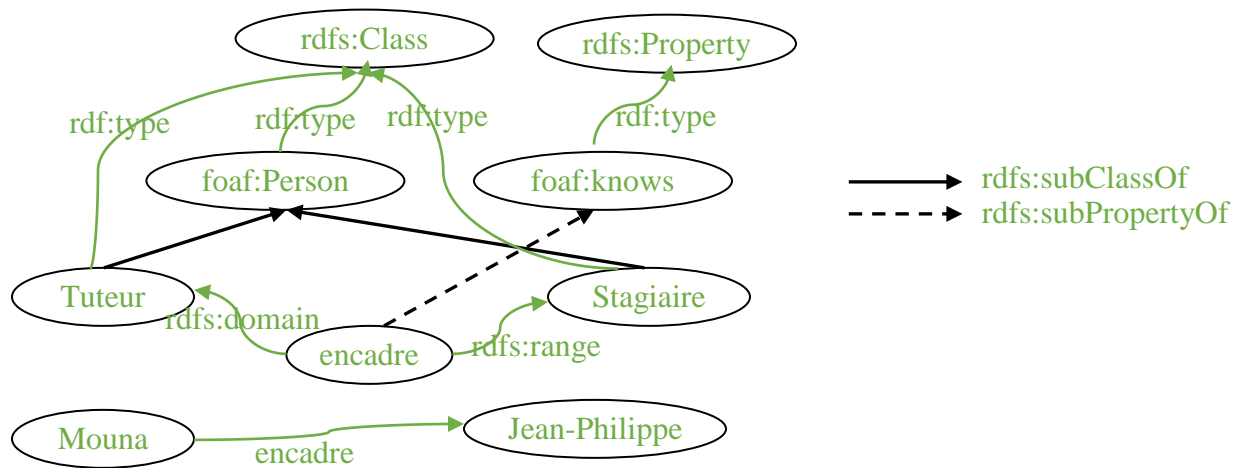 rdfs:Class
rdfs:Property
rdf:type
rdf:type
rdf:type
rdf:type
foaf:Person
foaf:knows
rdfs:subClassOf
rdfs:subPropertyOf
Tuteur
Stagiaire
rdfs:domain
encadre
rdfs:range
Mouna
Jean-Philippe
encadre